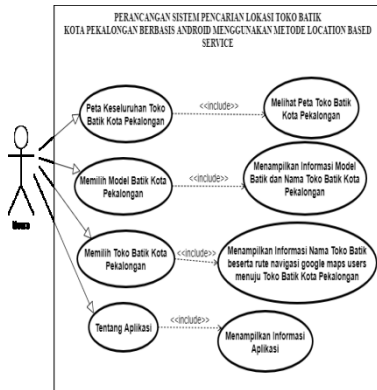 PERANCANGAN SISTEM PENCARIAN LOKASI TOKO BATIK
KOTA PEKALONGAN BERBASIS ANDROID MENGGUNAKAN METODE LOCATION BASED
SERVICE
Peta Keseluruhan Toko
Batik Kota Pekalongan
<<include>>
Melihat Peta Toko Batik
Kota Pekalongan
Memilih Model Batik Kota
Pekalongan
<<include>>
Menampilkan Informasi Model
Batik dan Nama Toko Batik Kota
Pekalongan
Memilih Toko Batik Kota
Pekalongan
<<include>>
Menampilkan Informasi Nama Toko Batik
beserta rute navigasi google maps users
menuju Toko Batik Kota Pekalongan
Tentang Aplikasi
<<include>>
Menampilkan Informasi
Aplikasi